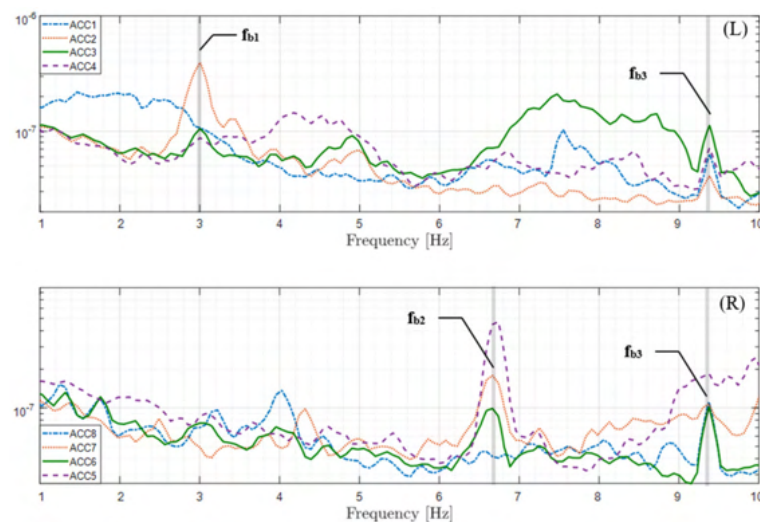 10⁻⁶
ACC1
ACC2
ACC3
ACC4
f_b1
(L)
f_b3
10⁻⁷
1 2 3 4 5 6 7 8 9 10
Frequency [Hz]
(R)
f_b2
f_b3
10⁻⁷
ACC8
ACC7
ACC6
ACC5
1 2 3 4 5 6 7 8 9 10
Frequency [Hz]